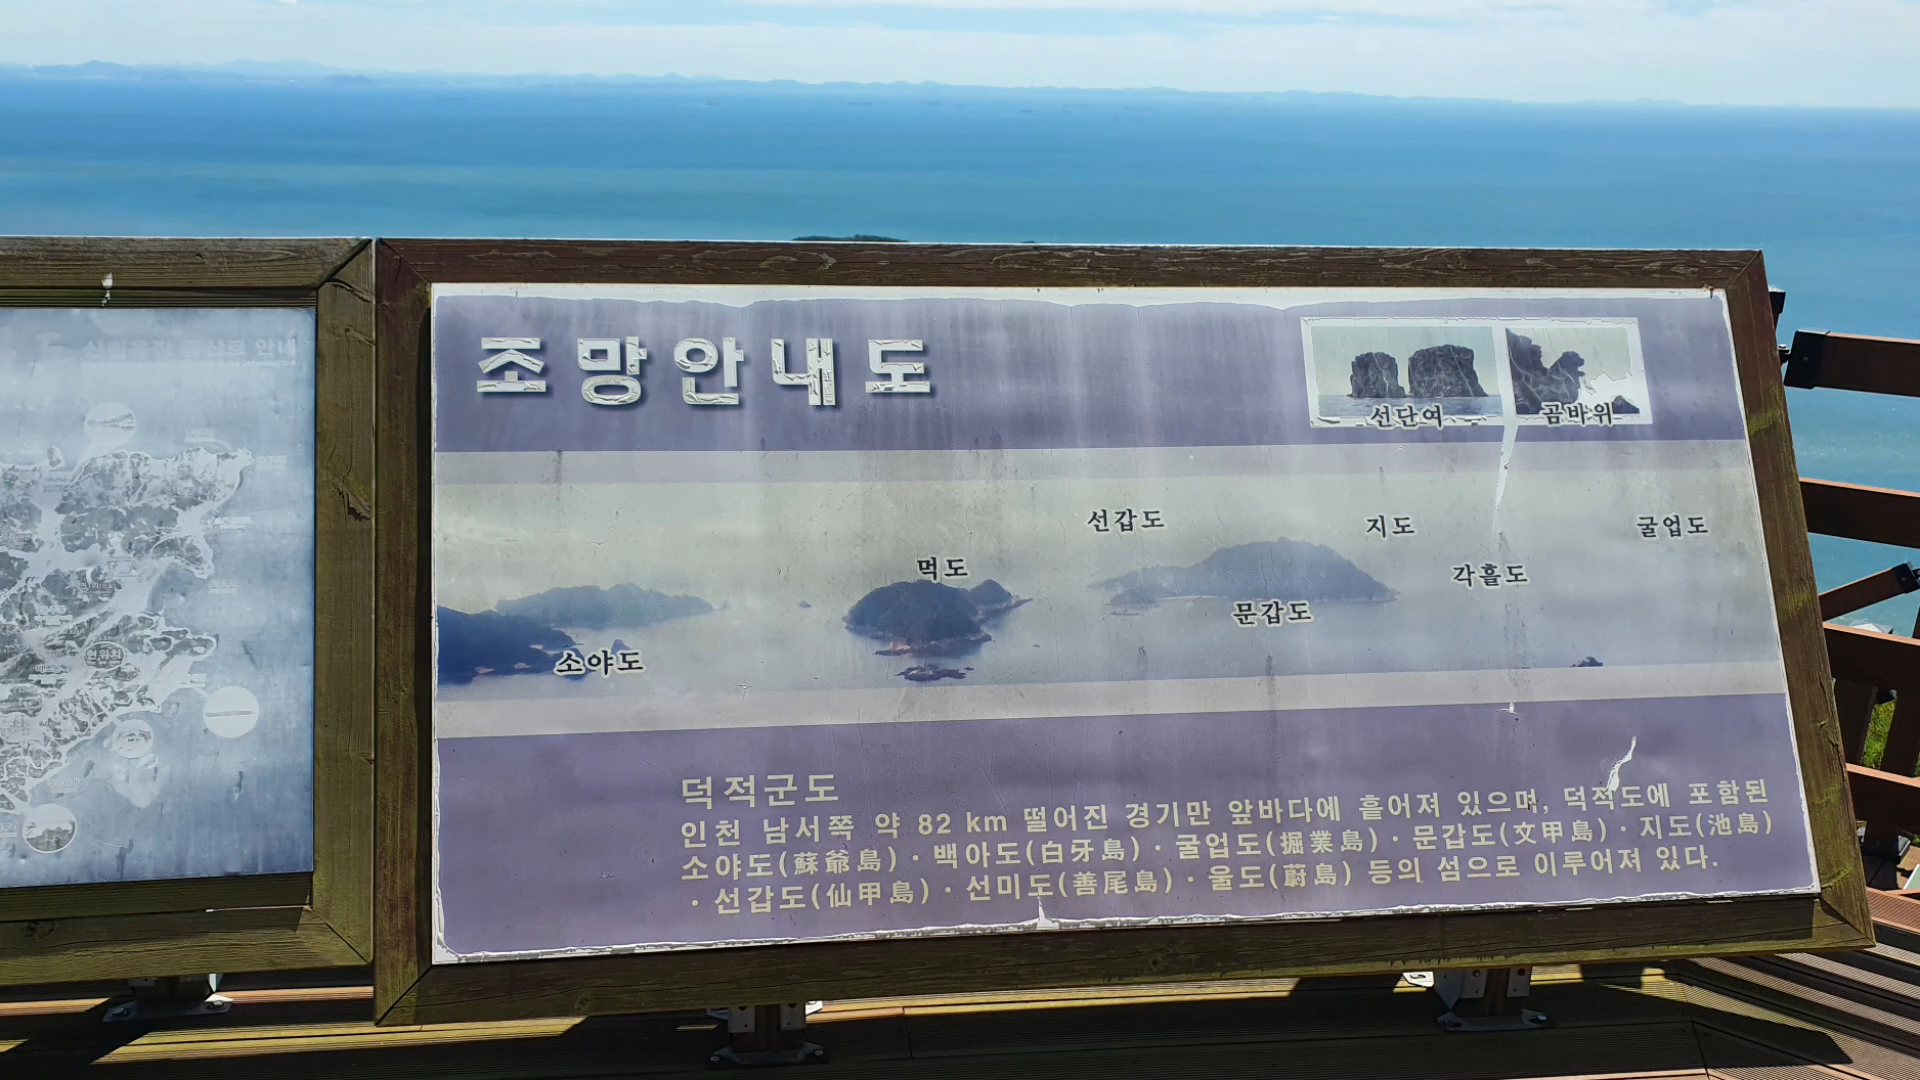 조망안내도
선단여 곰바위
선갑도 지도 굴업도
먹도 각흘도
문갑도
소야도
덕적군도
인천 남서쪽 약 82 km 떨어진 경기만 앞바다에 흩어져 있으며, 덕적도에 포함된
소야도(蘇爺島)·백아도(白牙島)·굴업도(掘業島)·문갑도(文甲島)·지도(池島)
·선갑도(仙甲島)·선미도(善尾島)·울도(蔚島) 등의 섬으로 이루어져 있다.
현위치